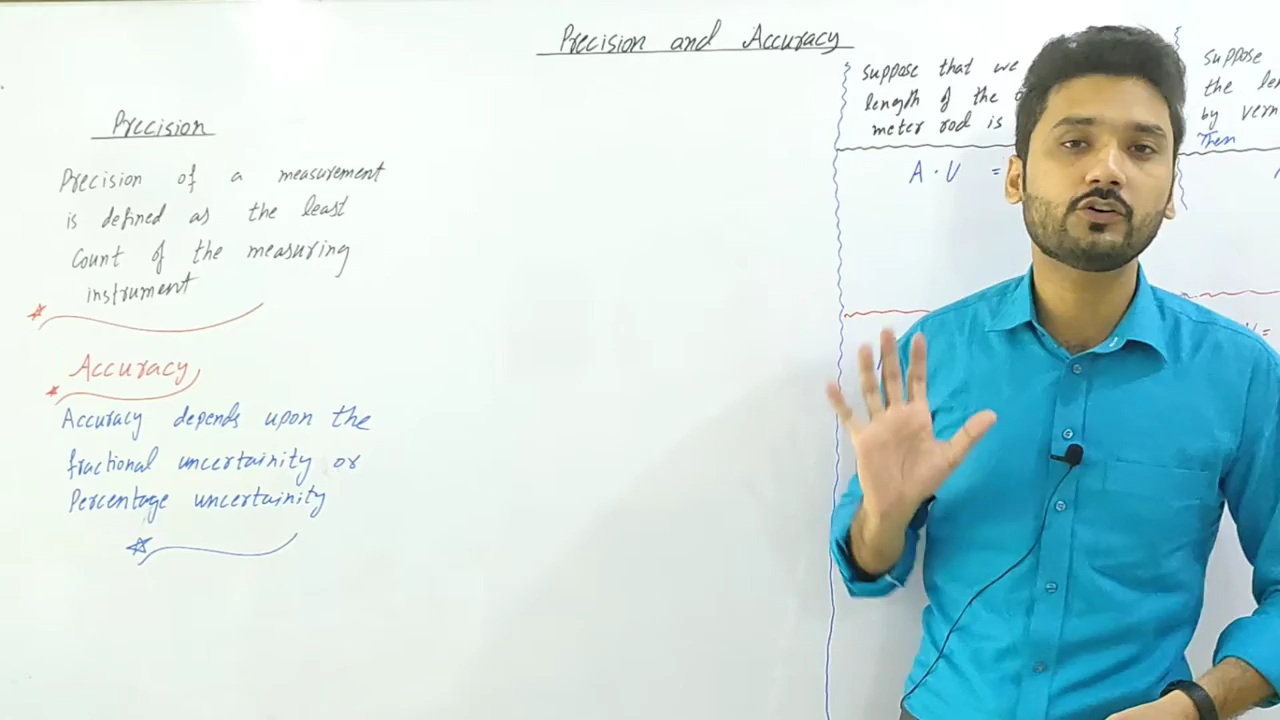 Precision and Accuracy
Precision
Precision of a measurement
is defined as the least
Count of the measuring
instrument
Accuracy
Accuracy depends upon the
fractional uncertainity or
Percentage uncertainity
Suppose that we
length of the
meter rod is
A.V =
Suppose
the
by
Then
=